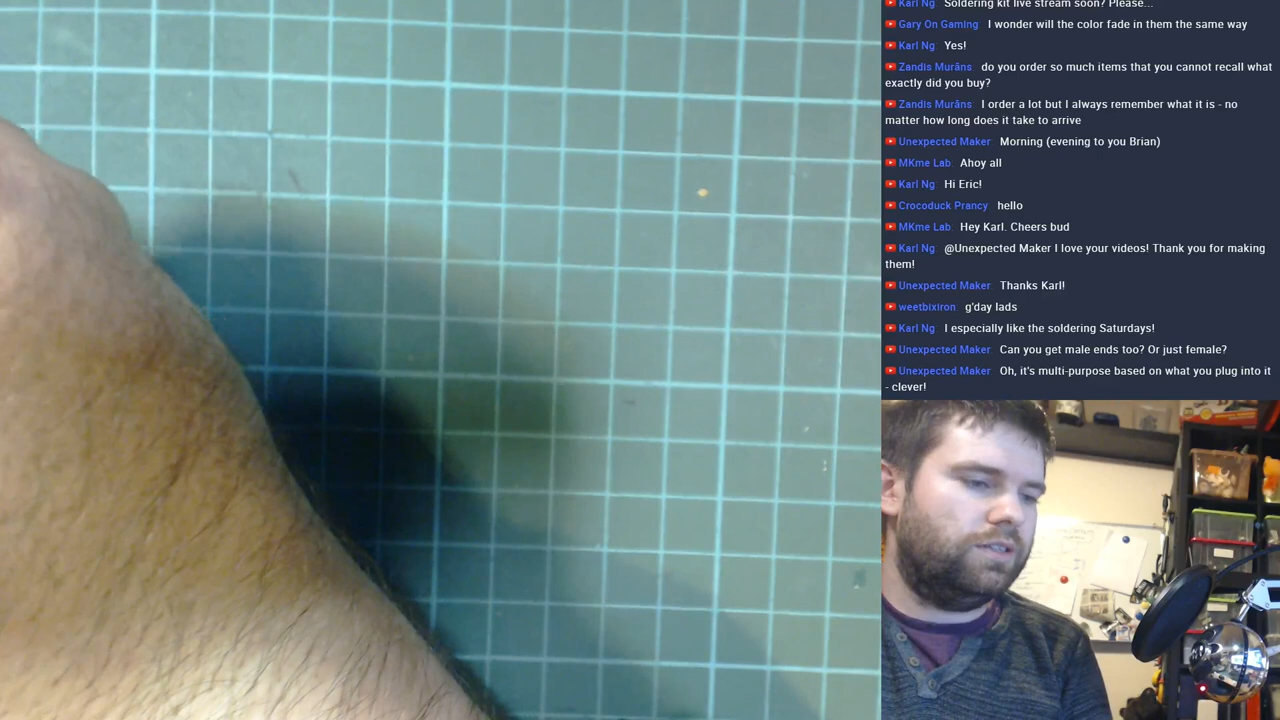 Karl Ng Soldering kit live stream soon? Please...
Gary On Gaming I wonder will the color fade in them the same way
Karl Ng Yes!
Zandis Murāns do you order so much items that you cannot recall what
exactly did you buy?
Zandis Murāns I order a lot but I always remember what it is - no
matter how long does it take to arrive
Unexpected Maker Morning (evening to you Brian)
MKme Lab Ahoy all
Karl Ng Hi Eric!
Crocoduck Prancy hello
MKme Lab Hey Karl. Cheers bud
Karl Ng @Unexpected Maker I love your videos! Thank you for making
them!
Unexpected Maker Thanks Karl!
weetbixiron g'day lads
Karl Ng I especially like the soldering Saturdays!
Unexpected Maker Can you get male ends too? Or just female?
Unexpected Maker Oh, it's multi-purpose based on what you plug into it
- clever!